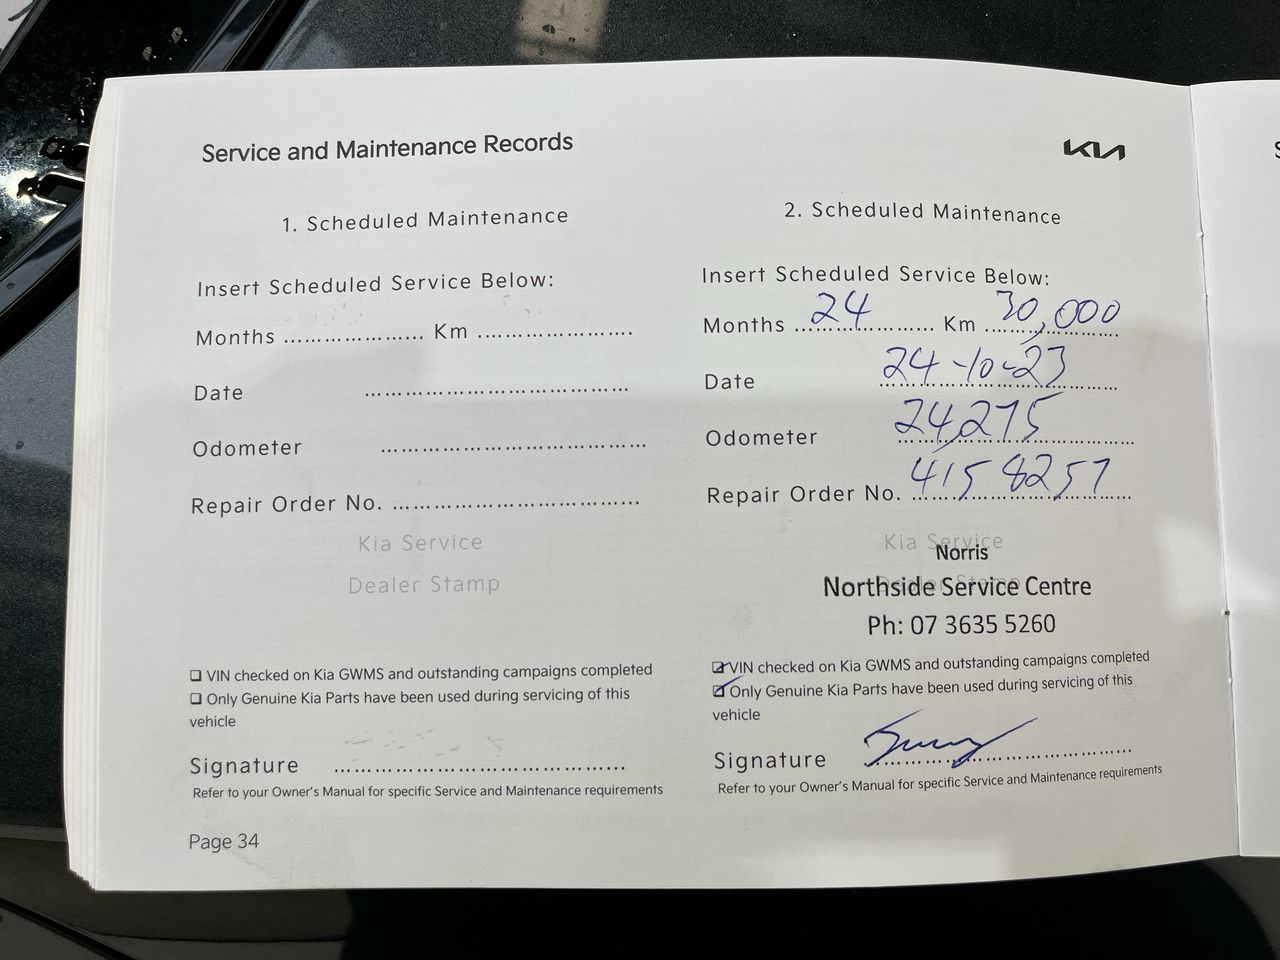 Service and Maintenance Records
KIA
1. Scheduled Maintenance
Insert Scheduled Service Below:
Months ..................... Km .......................
Date ................................
Odometer ................................
Repair Order No. ..............................
Kia Service
Dealer Stamp
❑ VIN checked on Kia GWMS and outstanding campaigns completed
❑ Only Genuine Kia Parts have been used during servicing of this
vehicle
Signature ...................................
Refer to your Owner's Manual for specific Service and Maintenance requirements
Page 34
2. Scheduled Maintenance
Insert Scheduled Service Below:
Months 24 Km 30,000
Date 24-10-23
Odometer 24,275
Repair Order No. 4158257
Kia Service
Norris
Dealer Stamp
Northside Service Centre
Ph: 07 3635 5260
VIN checked on Kia GWMS and outstanding campaigns completed
Only Genuine Kia Parts have been used during servicing of this
vehicle
Signature
Refer to your Owner's Manual for specific Service and Maintenance requirements
S